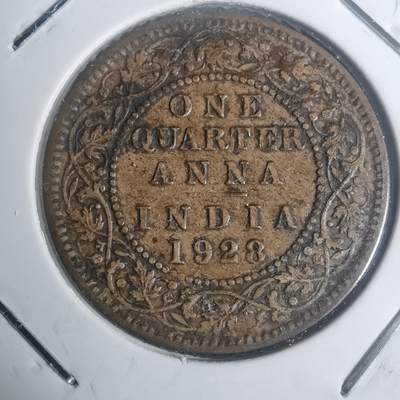 ONE
QUARTER
ANNA
INDIA
1928